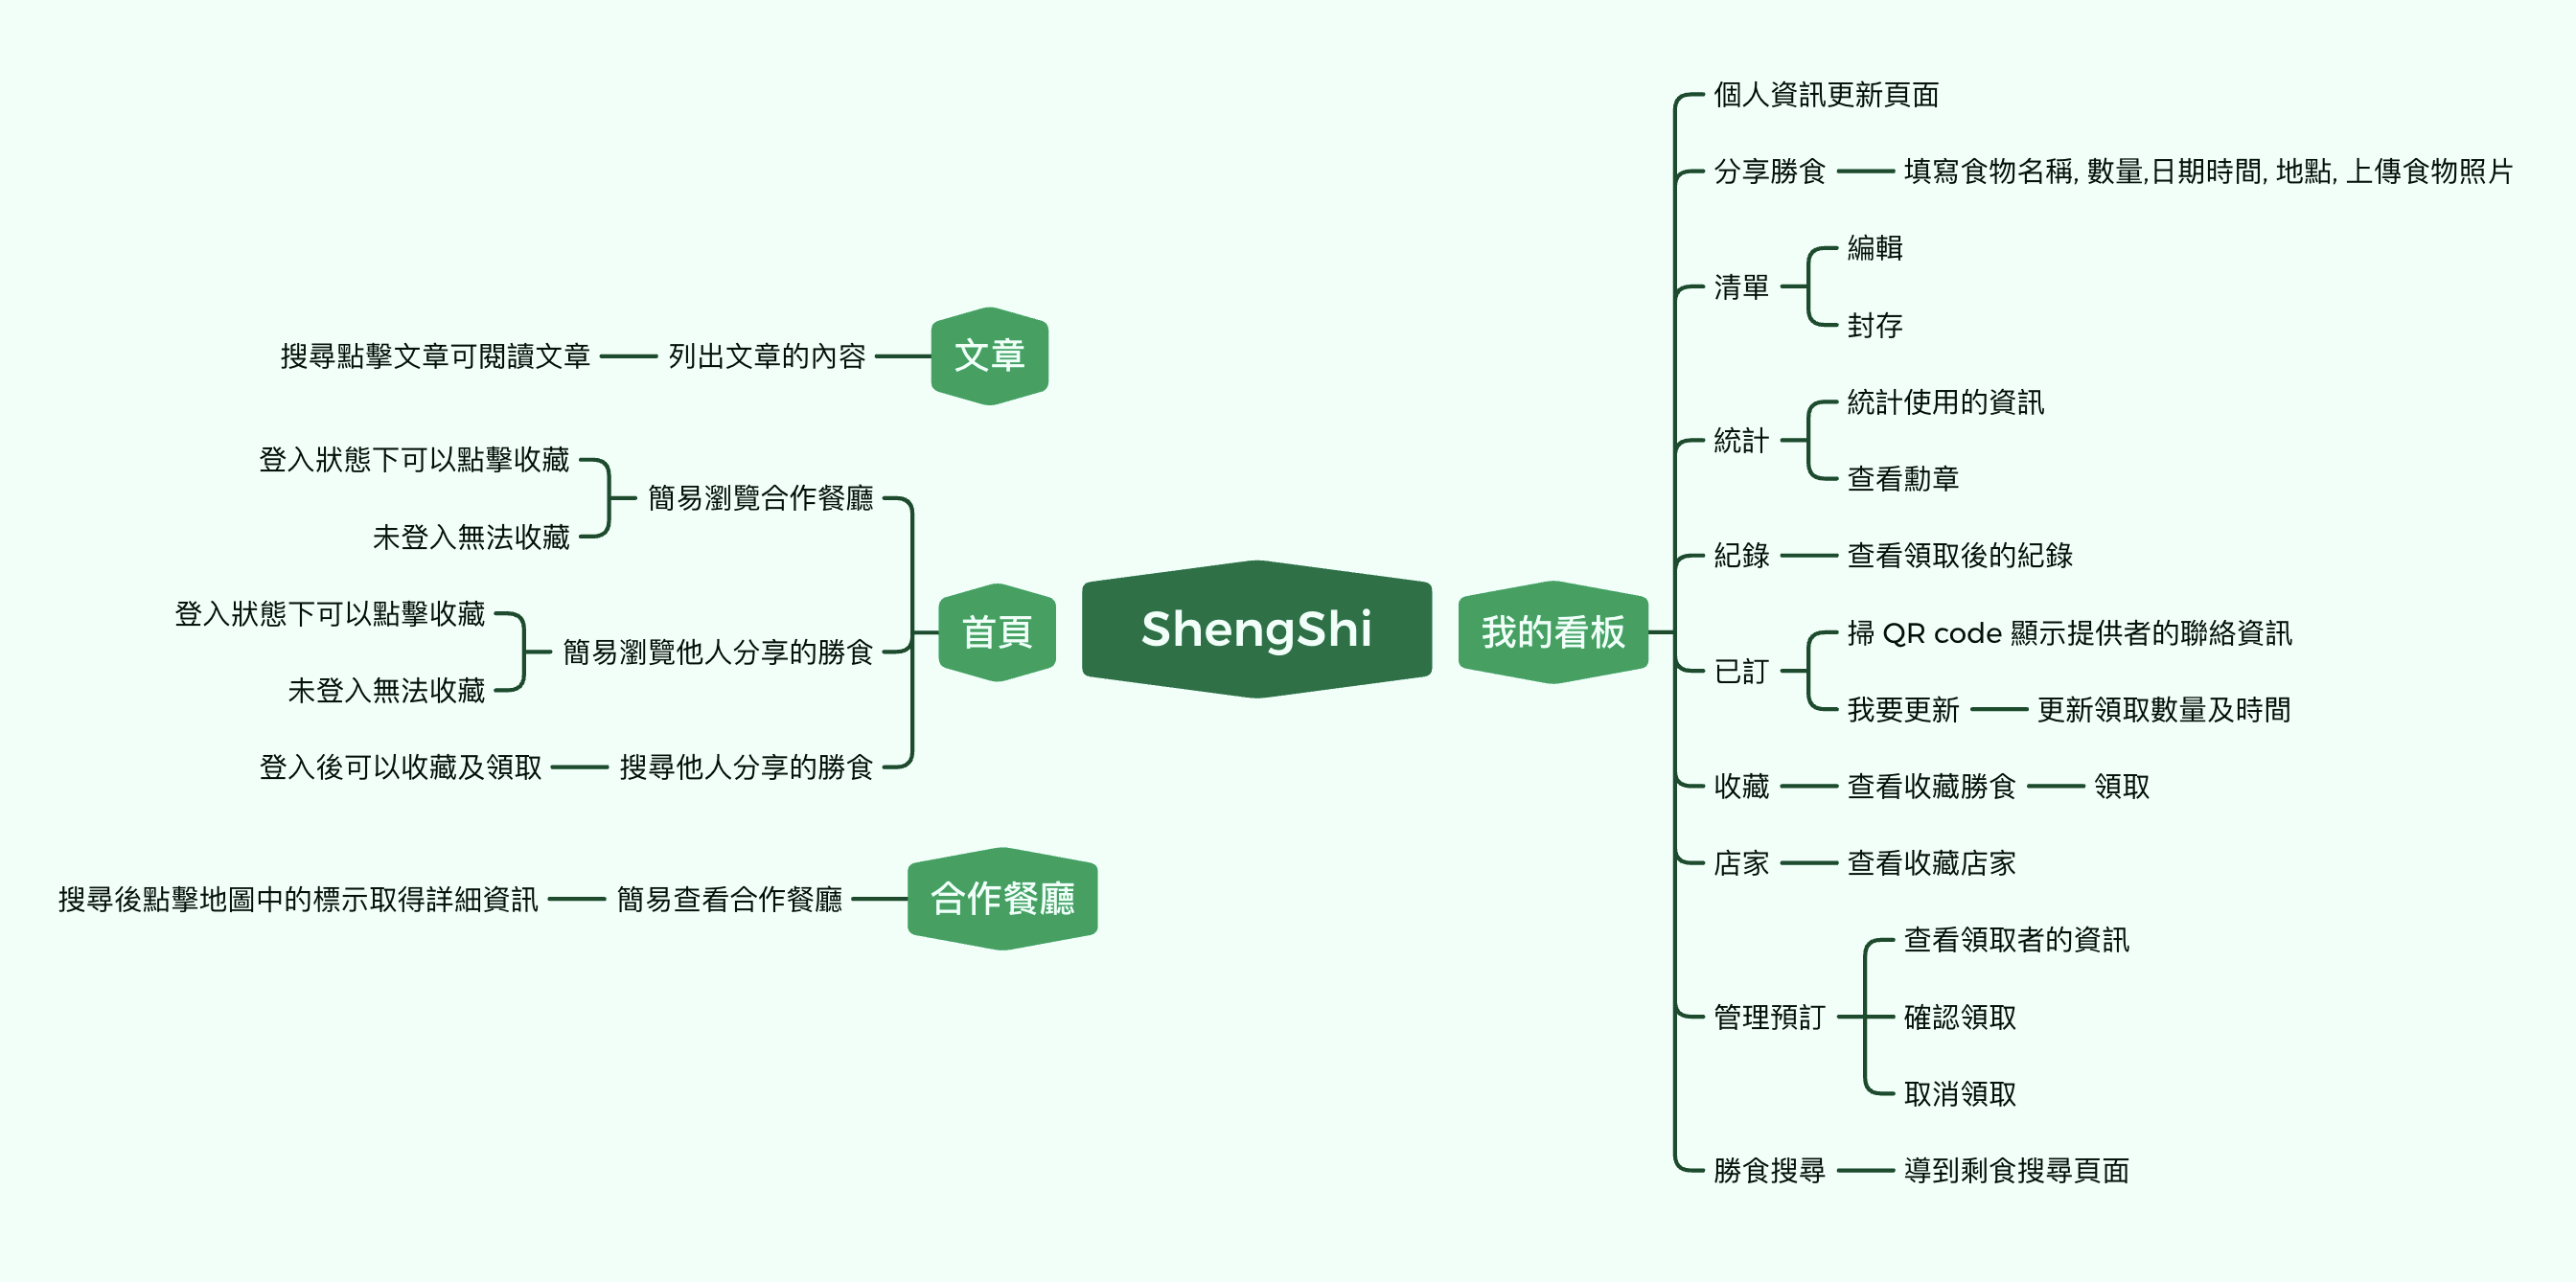 ShengShi
文章
列出文章的內容
搜尋點擊文章可閱讀文章
首頁
簡易瀏覽合作餐廳
登入狀態下可以點擊收藏
未登入無法收藏
簡易瀏覽他人分享的勝食
登入狀態下可以點擊收藏
未登入無法收藏
搜尋他人分享的勝食
登入後可以收藏及領取
合作餐廳
簡易查看合作餐廳
搜尋後點擊地圖中的標示取得詳細資訊
我的看板
個人資訊更新頁面
分享勝食
填寫食物名稱, 數量,日期時間, 地點, 上傳食物照片
清單
編輯
封存
統計
統計使用的資訊
查看勳章
紀錄
查看領取後的紀錄
已訂
掃 QR code 顯示提供者的聯絡資訊
我要更新
更新領取數量及時間
收藏
查看收藏勝食
領取
店家
查看收藏店家
管理預訂
查看領取者的資訊
確認領取
取消領取
勝食搜尋
導到剩食搜尋頁面